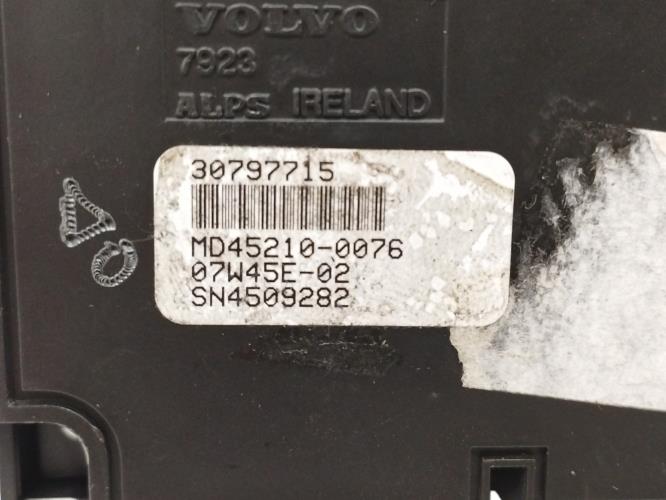 VOLVO
7923
ALPS IRELAND
30797715
MD45210-0076
07W45E-02
SN4509282